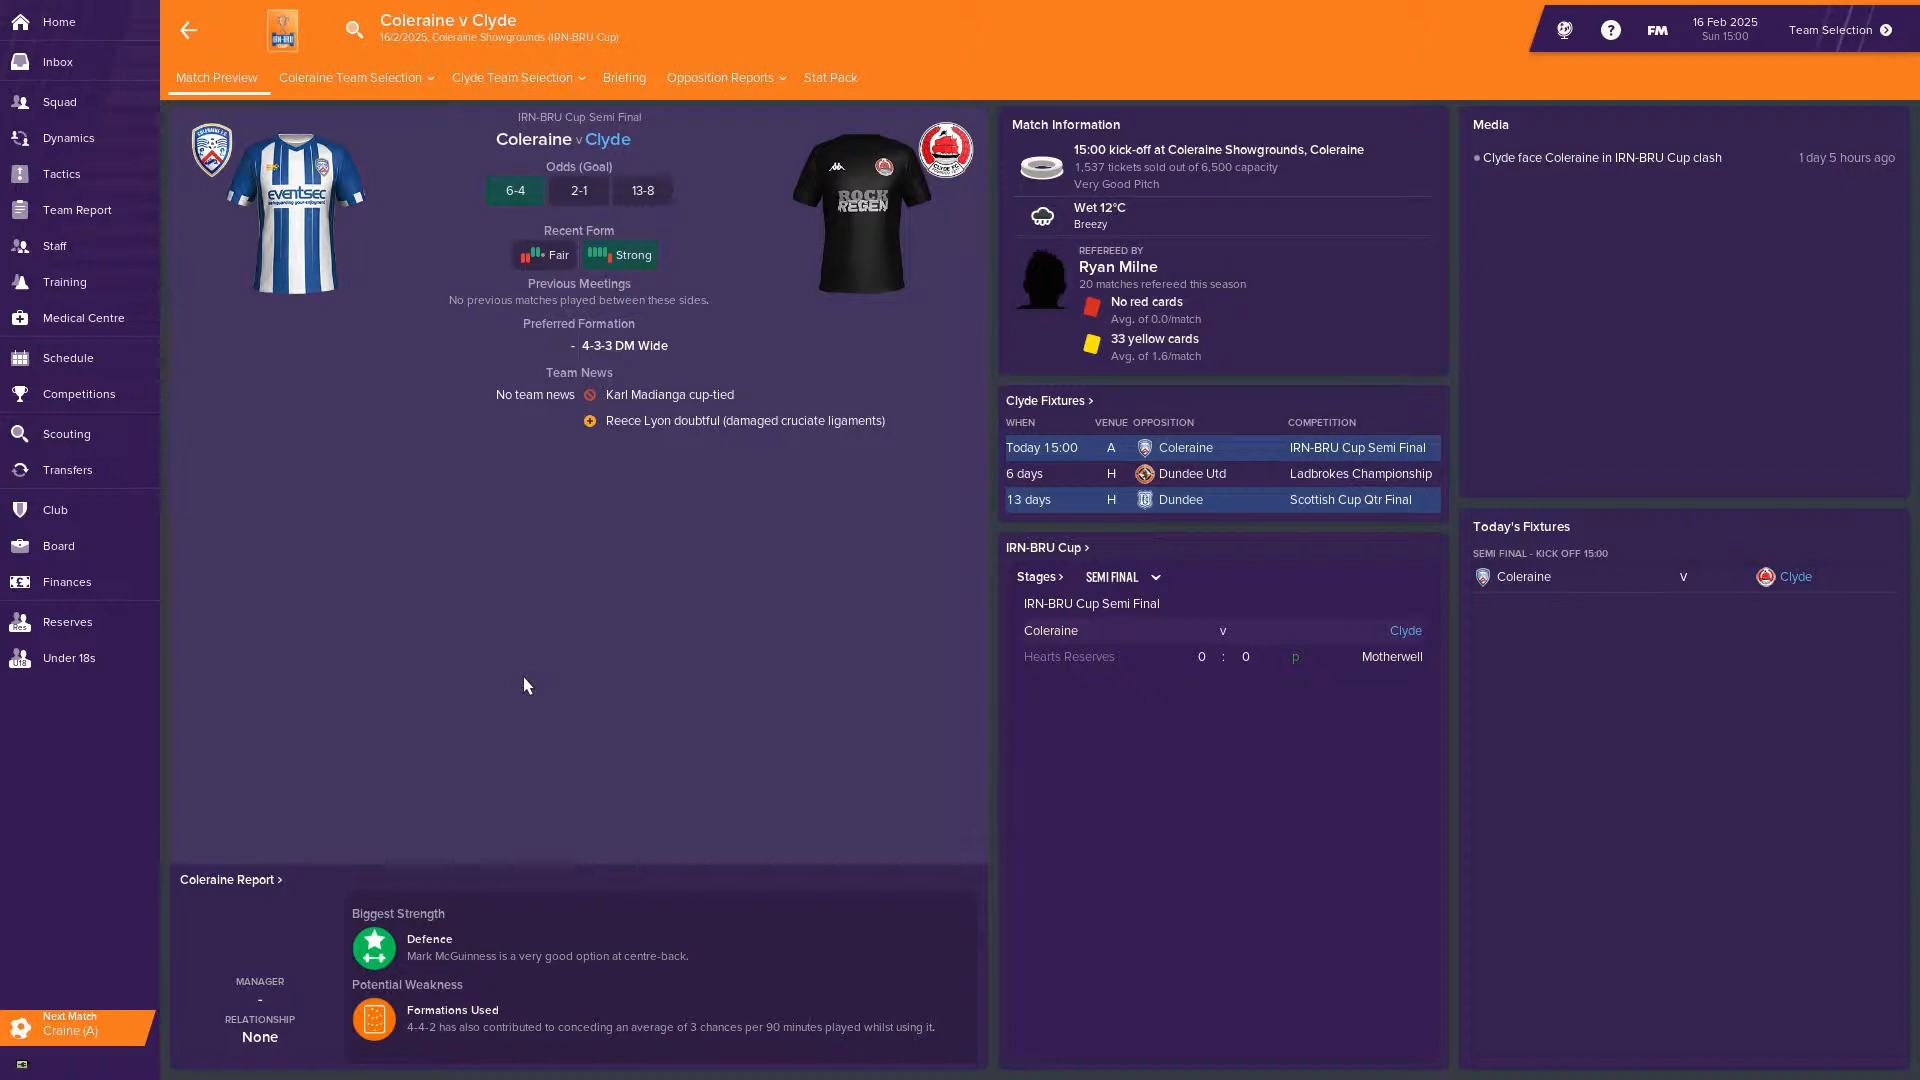 Home
Inbox
Squad
Dynamics
Tactics
Team Report
Staff
Training
Medical Centre
Schedule
Competitions
Scouting
Transfers
Club
Board
Finances
Res
Reserves
U18
Under 18s
Next Match
Craine (A)
Coleraine v Clyde
16/2/2025, Coleraine Showgrounds (IRN-BRU Cup)
FM
16 Feb 2025
Sun 15:00
Team Selection
Match Preview
Coleraine Team Selection
Clyde Team Selection
Briefing
Opposition Reports
Stat Pack
IRN-BRU Cup Semi Final
Coleraine v Clyde
Odds (Goal)
6-4 2-1 13-8
Recent Form
Fair Strong
Previous Meetings
No previous matches played between these sides.
Preferred Formation
- 4-3-3 DM Wide
Team News
No team news Karl Madianga cup-tied
Reece Lyon doubtful (damaged cruciate ligaments)
eventsec
ROCK
REGEN
Coleraine Report >
MANAGER
-
RELATIONSHIP
None
Biggest Strength
Defence
Mark McGuinness is a very good option at centre-back.
Potential Weakness
Formations Used
4-4-2 has also contributed to conceding an average of 3 chances per 90 minutes played whilst using it.
Match Information
15:00 kick-off at Coleraine Showgrounds, Coleraine
1,537 tickets sold out of 6,500 capacity
Very Good Pitch
Wet 12°C
Breezy
REFEREED BY
Ryan Milne
20 matches refereed this season
No red cards
Avg. of 0.0/match
33 yellow cards
Avg. of 1.6/match
Clyde Fixtures >
WHEN VENUE OPPOSITION COMPETITION
Today 15:00 A Coleraine IRN-BRU Cup Semi Final
6 days H Dundee Utd Ladbrokes Championship
13 days H Dundee Scottish Cup Qtr Final
IRN-BRU Cup >
Stages > SEMI FINAL
IRN-BRU Cup Semi Final
Coleraine v Clyde
Hearts Reserves 0 : 0 p Motherwell
Media
Clyde face Coleraine in IRN-BRU Cup clash 1 day 5 hours ago
Today's Fixtures
SEMI FINAL - KICK OFF 15:00
Coleraine v Clyde